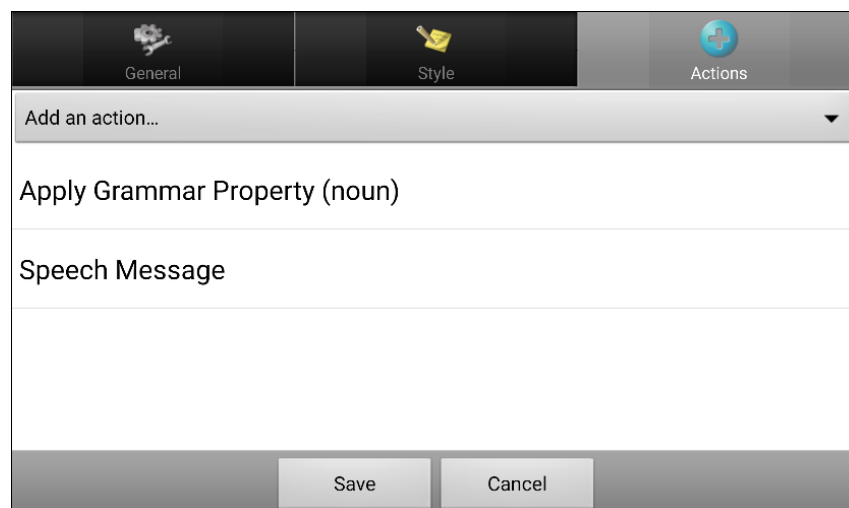 General Style Actions
Add an action...
Apply Grammar Property (noun)
Speech Message
Save Cancel